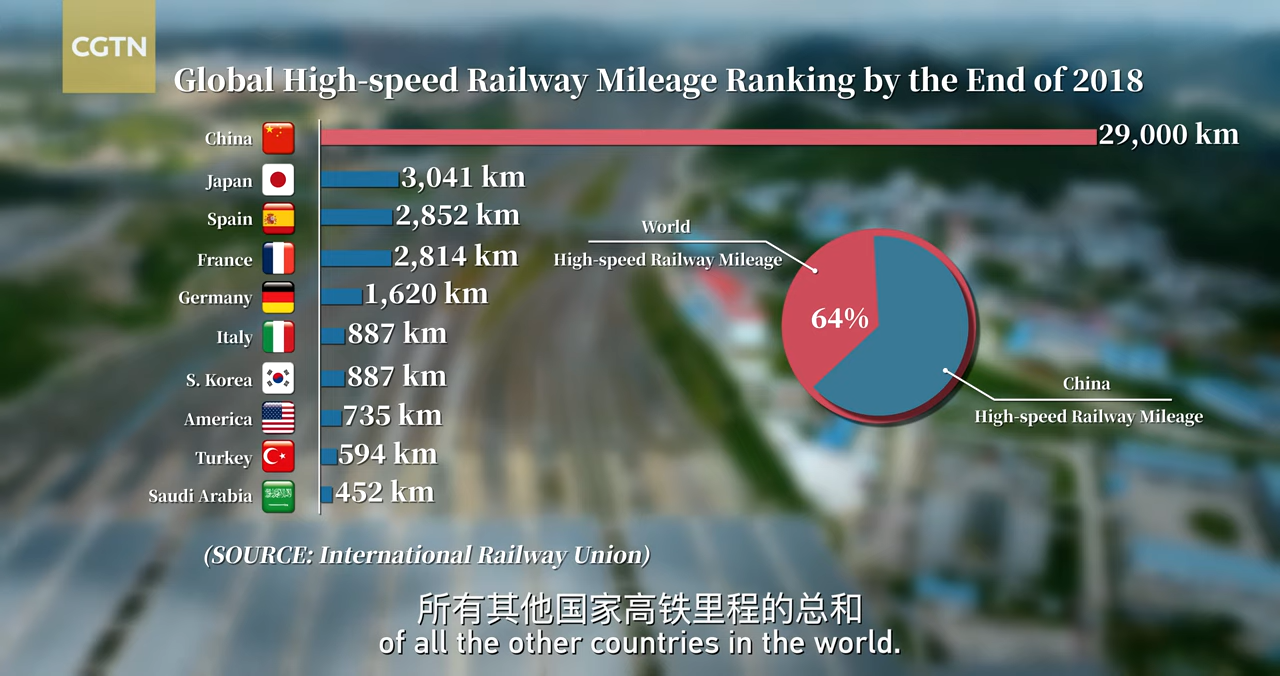 CGTN
Global High-speed Railway Mileage Ranking by the End of 2018
China 29,000 km
Japan 3,041 km
Spain 2,852 km
France 2,814 km
Germany 1,620 km
Italy 887 km
S. Korea 887 km
America 735 km
Turkey 594 km
Saudi Arabia 452 km
World
High-speed Railway Mileage
64%
China
High-speed Railway Mileage
(SOURCE: International Railway Union)
所有其他国家高铁里程的总和
of all the other countries in the world.